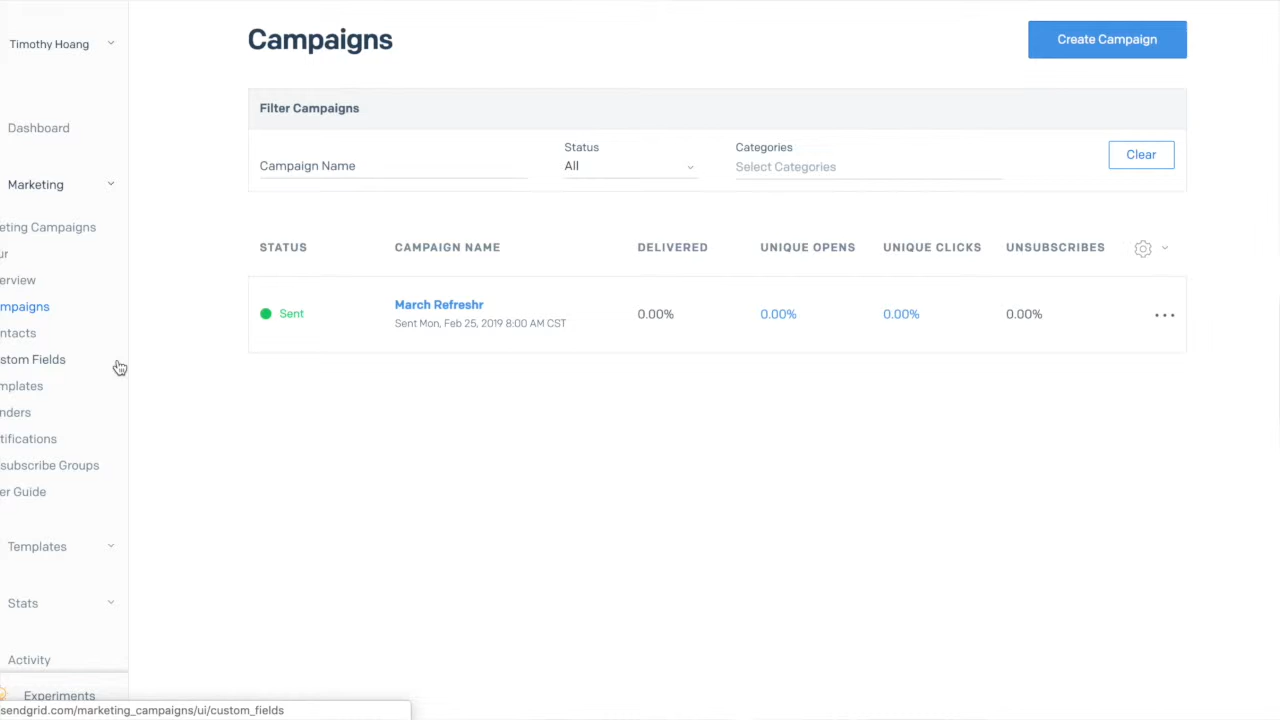 Timothy Hoang
Dashboard
Marketing
eting Campaigns
ur
erview
mpaigns
ntacts
stom Fields
mplates
nders
tifications
subscribe Groups
er Guide
Templates
Stats
Activity
Experiments
sendgrid.com/marketing_campaigns/ui/custom_fields
Campaigns
Create Campaign
Filter Campaigns
Campaign Name
Status
All
Categories
Select Categories
Clear
STATUS CAMPAIGN NAME DELIVERED UNIQUE OPENS UNIQUE CLICKS UNSUBSCRIBES
Sent March Refreshr 0.00% 0.00% 0.00% 0.00%
Sent Mon, Feb 25, 2019 8:00 AM CST